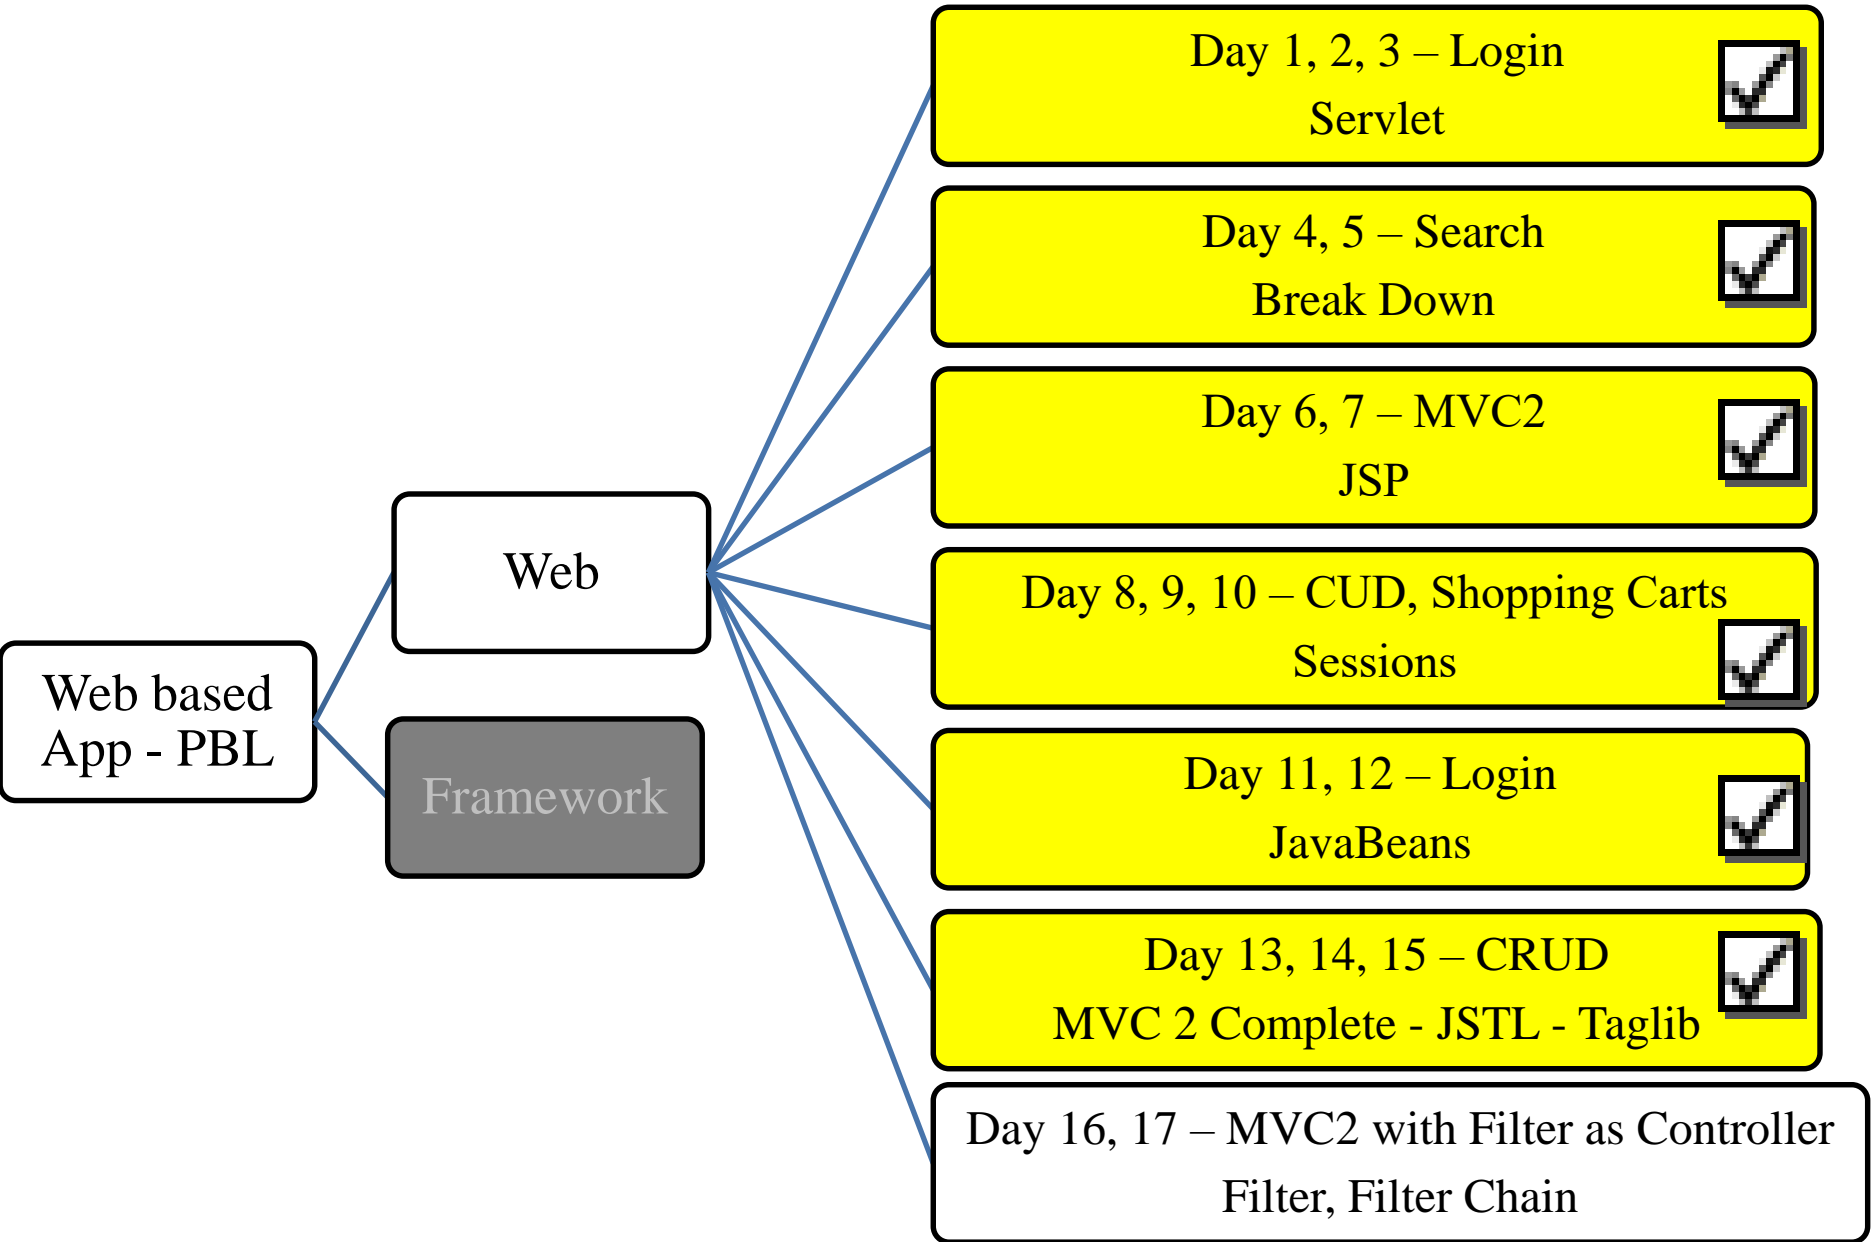 Web based
App - PBL
Web
Framework
Day 1, 2, 3 – Login
Servlet
Day 4, 5 – Search
Break Down
Day 6, 7 – MVC2
JSP
Day 8, 9, 10 – CUD, Shopping Carts
Sessions
Day 11, 12 – Login
JavaBeans
Day 13, 14, 15 – CRUD
MVC 2 Complete - JSTL - Taglib
Day 16, 17 – MVC2 with Filter as Controller
Filter, Filter Chain